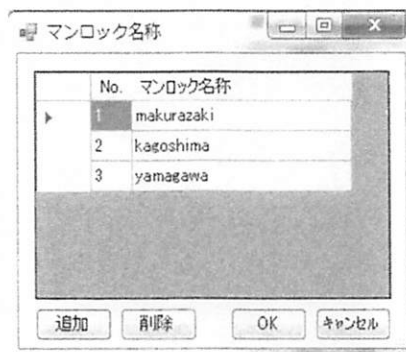 マンロック名称
No. マンロック名称
1 makurazaki
2 kagoshima
3 yamagawa
追加 削除 OK キャンセル